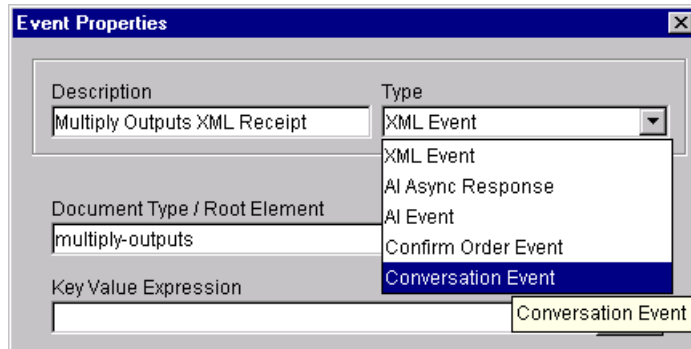 Event Properties
Description
Type
Multiply Outputs XML Receipt
XML Event
XML Event
AI Async Response
AI Event
Confirm Order Event
Conversation Event
Document Type / Root Element
multiply-outputs
Key Value Expression
Conversation Event